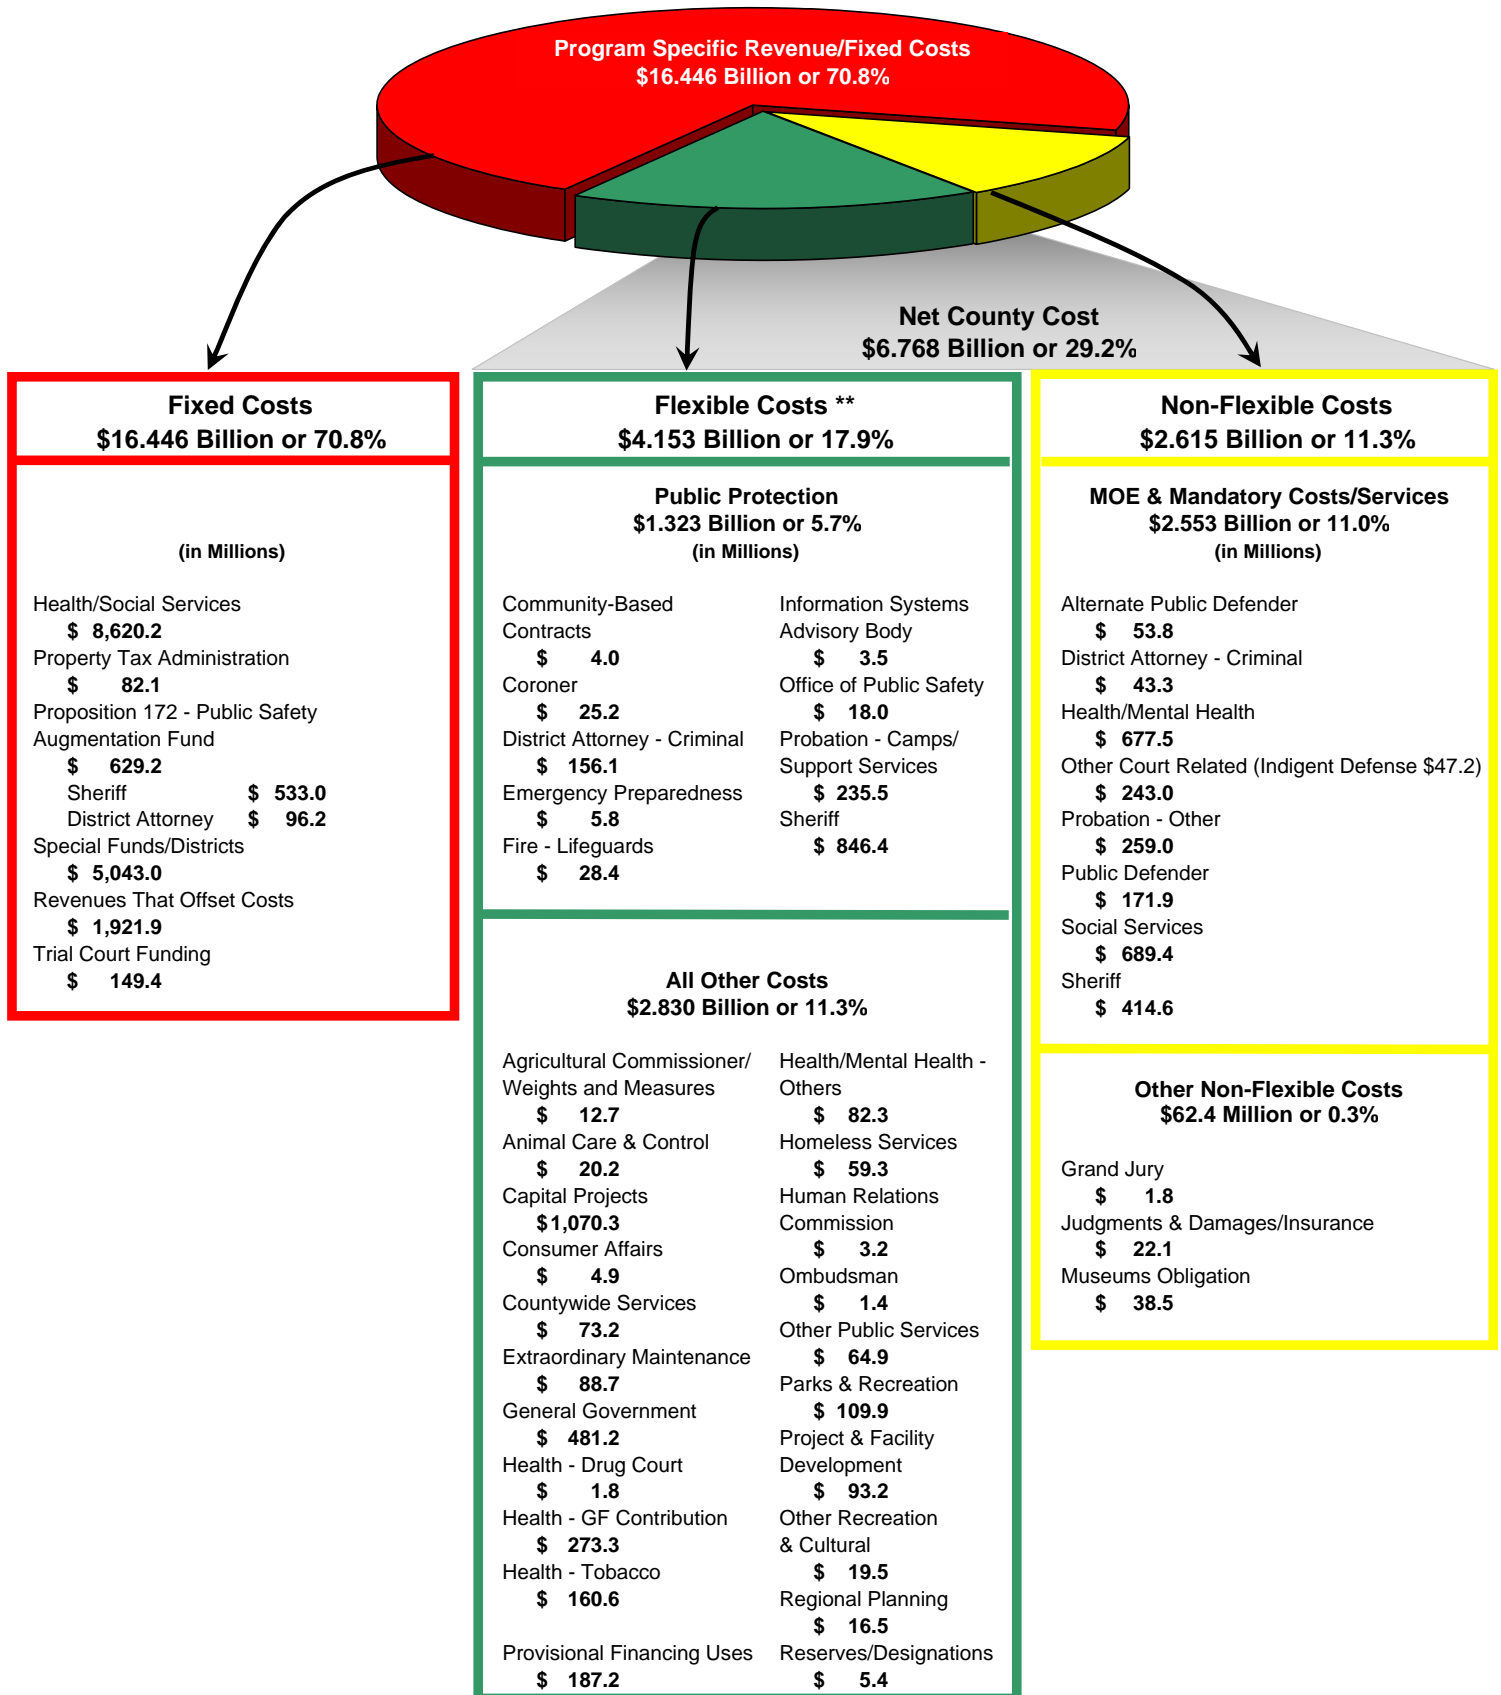 Program Specific Revenue/Fixed Costs
$16.446 Billion or 70.8%
Net County Cost
$6.768 Billion or 29.2%
Fixed Costs
$16.446 Billion or 70.8%
(in Millions)
Health/Social Services
$ 8,620.2
Property Tax Administration
$ 82.1
Proposition 172 - Public Safety
Augmentation Fund
$ 629.2
Sheriff $ 533.0
District Attorney $ 96.2
Special Funds/Districts
$ 5,043.0
Revenues That Offset Costs
$ 1,921.9
Trial Court Funding
$ 149.4
Flexible Costs **
$4.153 Billion or 17.9%
Public Protection
$1.323 Billion or 5.7%
(in Millions)
Community-Based
Contracts
$ 4.0
Coroner
$ 25.2
District Attorney - Criminal
$ 156.1
Emergency Preparedness
$ 5.8
Fire - Lifeguards
$ 28.4
Information Systems
Advisory Body
$ 3.5
Office of Public Safety
$ 18.0
Probation - Camps/
Support Services
$ 235.5
Sheriff
$ 846.4
All Other Costs
$2.830 Billion or 11.3%
Agricultural Commissioner/
Weights and Measures
$ 12.7
Animal Care & Control
$ 20.2
Capital Projects
$1,070.3
Consumer Affairs
$ 4.9
Countywide Services
$ 73.2
Extraordinary Maintenance
$ 88.7
General Government
$ 481.2
Health - Drug Court
$ 1.8
Health - GF Contribution
$ 273.3
Health - Tobacco
$ 160.6
Provisional Financing Uses
$ 187.2
Health/Mental Health -
Others
$ 82.3
Homeless Services
$ 59.3
Human Relations
Commission
$ 3.2
Ombudsman
$ 1.4
Other Public Services
$ 64.9
Parks & Recreation
$ 109.9
Project & Facility
Development
$ 93.2
Other Recreation
& Cultural
$ 19.5
Regional Planning
$ 16.5
Reserves/Designations
$ 5.4
Non-Flexible Costs
$2.615 Billion or 11.3%
MOE & Mandatory Costs/Services
$2.553 Billion or 11.0%
(in Millions)
Alternate Public Defender
$ 53.8
District Attorney - Criminal
$ 43.3
Health/Mental Health
$ 677.5
Other Court Related (Indigent Defense $47.2)
$ 243.0
Probation - Other
$ 259.0
Public Defender
$ 171.9
Social Services
$ 689.4
Sheriff
$ 414.6
Other Non-Flexible Costs
$62.4 Million or 0.3%
Grand Jury
$ 1.8
Judgments & Damages/Insurance
$ 22.1
Museums Obligation
$ 38.5